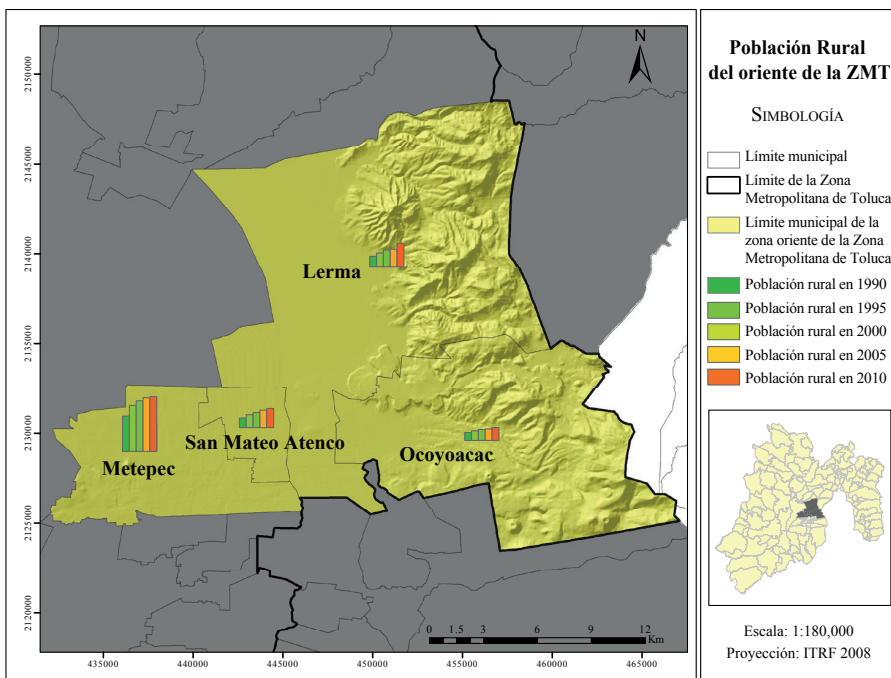 N
2150000
2145000
2140000
2135000
2130000
2125000
2120000
Lerma
San Mateo Atenco
Ocoyoacac
Metepec
0 1.5 3 6 9 12
Km
435000 440000 445000 450000 455000 460000 465000
Población Rural
del oriente de la ZMT
SIMBOLOGÍA
Límite municipal
Límite de la Zona
Metropolitana de Toluca
Límite municipal de la
zona oriente de la Zona
Metropolitana de Toluca
Población rural en 1990
Población rural en 1995
Población rural en 2000
Población rural en 2005
Población rural en 2010
Escala: 1:180,000
Proyección: ITRF 2008